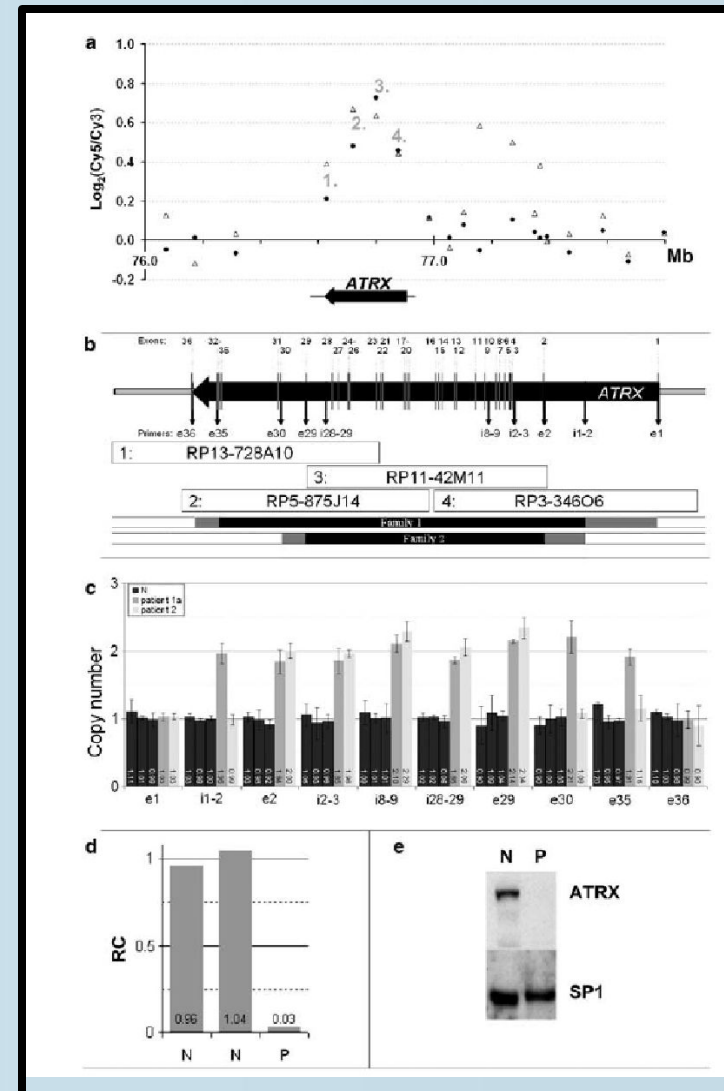 a
1.0
0.8
0.6
0.4
0.2
0.0
-0.2
Log2(Cy5/Cy3)
1.
2.
3.
4.
76.0
77.0
Mb
ATRX
b
Exons:
36 32- 31 29 28 24- 23 21 17- 16 14 13 11 10 8 6 4 2 1
35 30 27 26 22 20 15 12 9 7 5 3
ATRX
Primers: e36 e35 e30 e29 i28-29 i8-9 i2-3 e2 i1-2 e1
1: RP13-728A10
3: RP11-42M11
2: RP5-875J14
4: RP3-346O6
Family 1
Family 2
c
3
2
1
0
Copy number
N
patient 1a
patient 2
e1 i1-2 e2 i2-3 i8-9 i28-29 e29 e30 e35 e36
d
1
0.5
0
RC
0.96 1.04 0.03
N N P
e
N P
ATRX
SP1